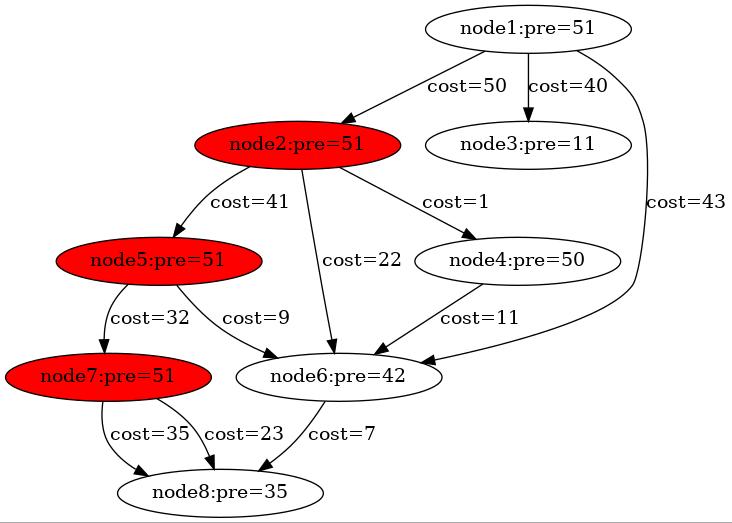 node1:pre=51
cost=50
cost=40
node2:pre=51
node3:pre=11
cost=41
cost=1
cost=43
node5:pre=51
cost=22
node4:pre=50
cost=32
cost=9
cost=11
node7:pre=51
node6:pre=42
cost=35
cost=23
cost=7
node8:pre=35